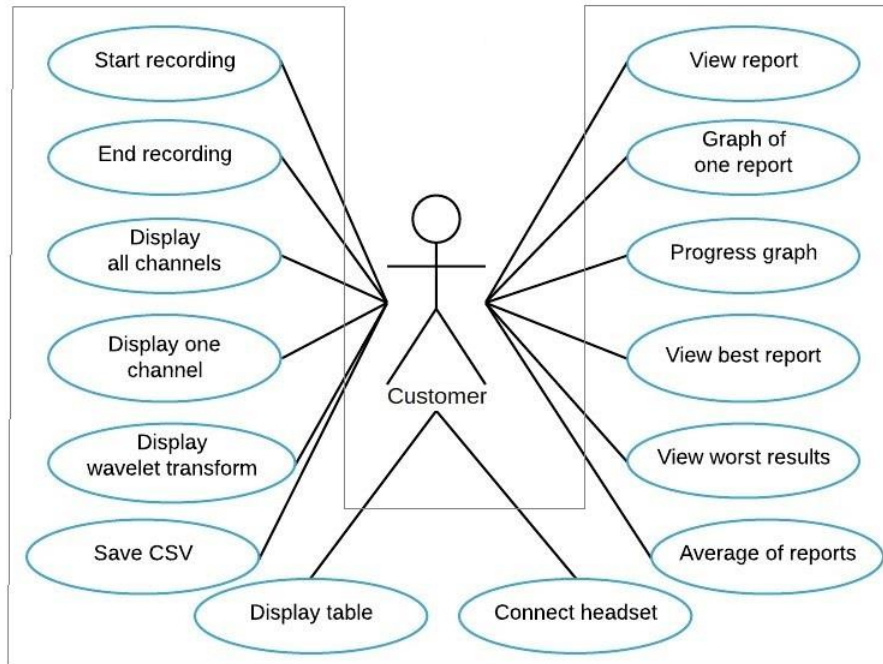 Start recording
End recording
Display
all channels
Display one
channel
Display
wavelet transform
Save CSV
Display table
Customer
View report
Graph of
one report
Progress graph
View best report
View worst results
Average of reports
Connect headset